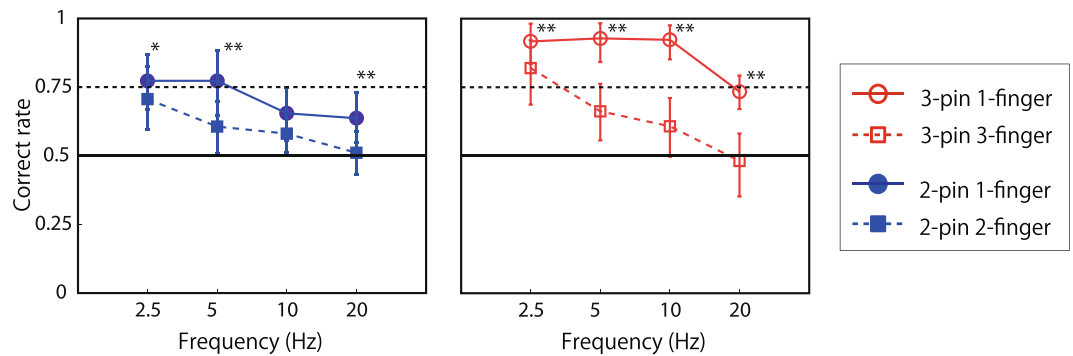 Correct rate
1
0.75
0.5
0.25
0
* ** **
2.5 5 10 20
Frequency (Hz)
** ** ** **
2.5 5 10 20
Frequency (Hz)
3-pin 1-finger
3-pin 3-finger
2-pin 1-finger
2-pin 2-finger